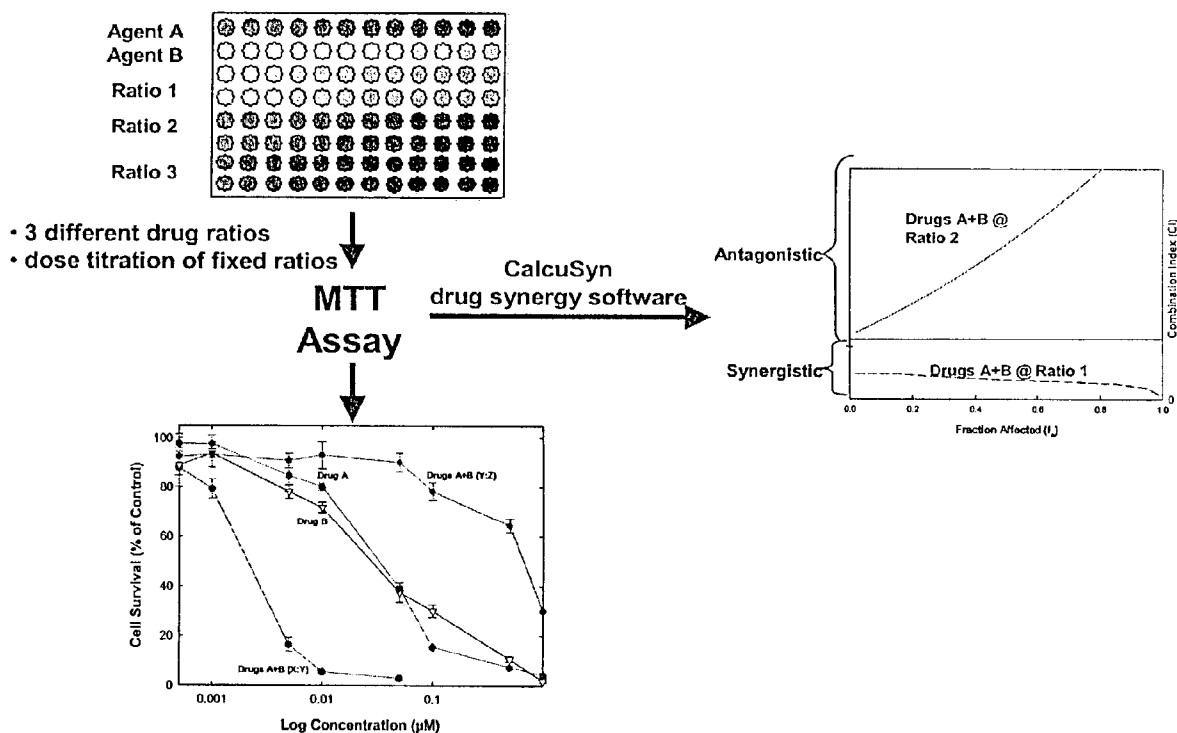 Agent A
Agent B
Ratio 1
Ratio 2
Ratio 3
• 3 different drug ratios
• dose titration of fixed ratios
MTT
Assay
CalcuSyn
drug synergy software
Antagonistic
Synergistic
Drugs A+B @
Ratio 2
Drugs A+B @ Ratio 1
Combination Index (CI)
0
0.0
0.2
0.4
0.6
0.8
1.0
Fraction Affected (fa)
100
80
60
40
20
0
Cell Survival (% of Control)
Drug A
Drugs A+B (Y:Z)
Drug B
Drugs A+B (X:Y)
0.001
0.01
0.1
Log Concentration (µM)